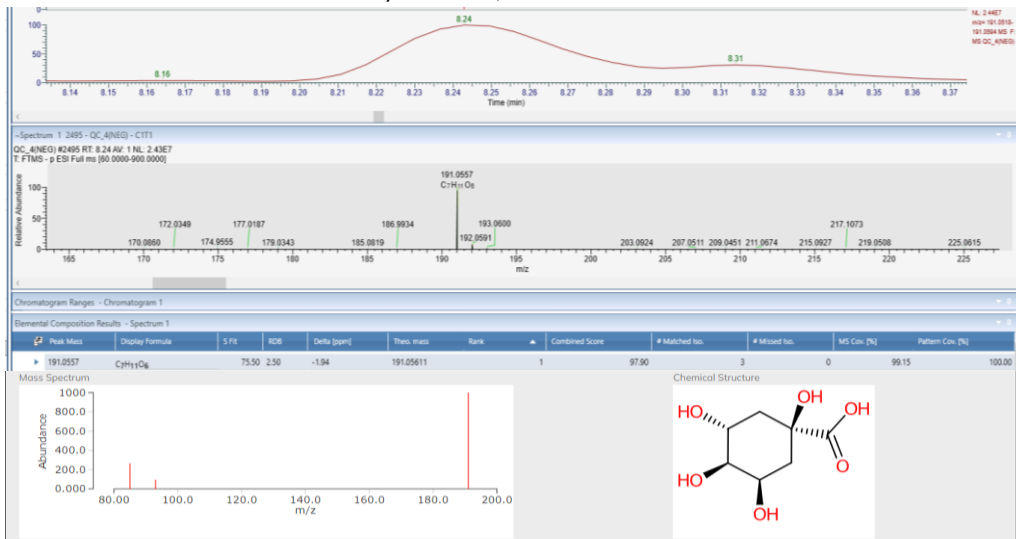 0
100
50
8.16
8.24
8.31
NL: 2.44E7
m/z= 191.0516-
191.0594 MS F:
MS QC_4(NEG)
8.14 8.15 8.16 8.17 8.18 8.19 8.20 8.21 8.22 8.23 8.24 8.25 8.26 8.27 8.28 8.29 8.30 8.31 8.32 8.33 8.34 8.35 8.36 8.37
Time (min)
Spectrum 1 2495 - QC_4(NEG) - C1T1
QC_4(NEG) #2495 RT: 8.24 AV: 1 NL: 2.43E7
T: FTMS - p ESI Full ms [60.0000-900.0000]
Relative Abundance
100
50
0
191.0557
C7H11O6
172.0349 177.0187 186.9934 193.0600 217.1073
192.0591
170.0860 174.9555 179.0343 185.0819 203.0924 207.0511 209.0451 211.0674 215.0927 219.0508 225.0615
165 170 175 180 185 190 195 200 205 210 215 220 225
m/z
Chromatogram Ranges - Chromatogram 1
Elemental Composition Results - Spectrum 1
Peak Mass Display Formula S Fit RDB Delta [ppm] Theo. mass Rank Combined Score # Matched Iso. # Missed Iso. MS Cov. [%] Pattern Cov. [%]
191.0557 C7H11O6 75.50 2.50 -1.94 191.05611 1 97.90 3 0 99.15 100.00
Mass Spectrum
Abundance
1000
800.0
600.0
400.0
200.0
0.000
80.00 100.0 120.0 140.0 160.0 180.0 200.0
m/z
Chemical Structure
OH
HO OH
O
HO
OH